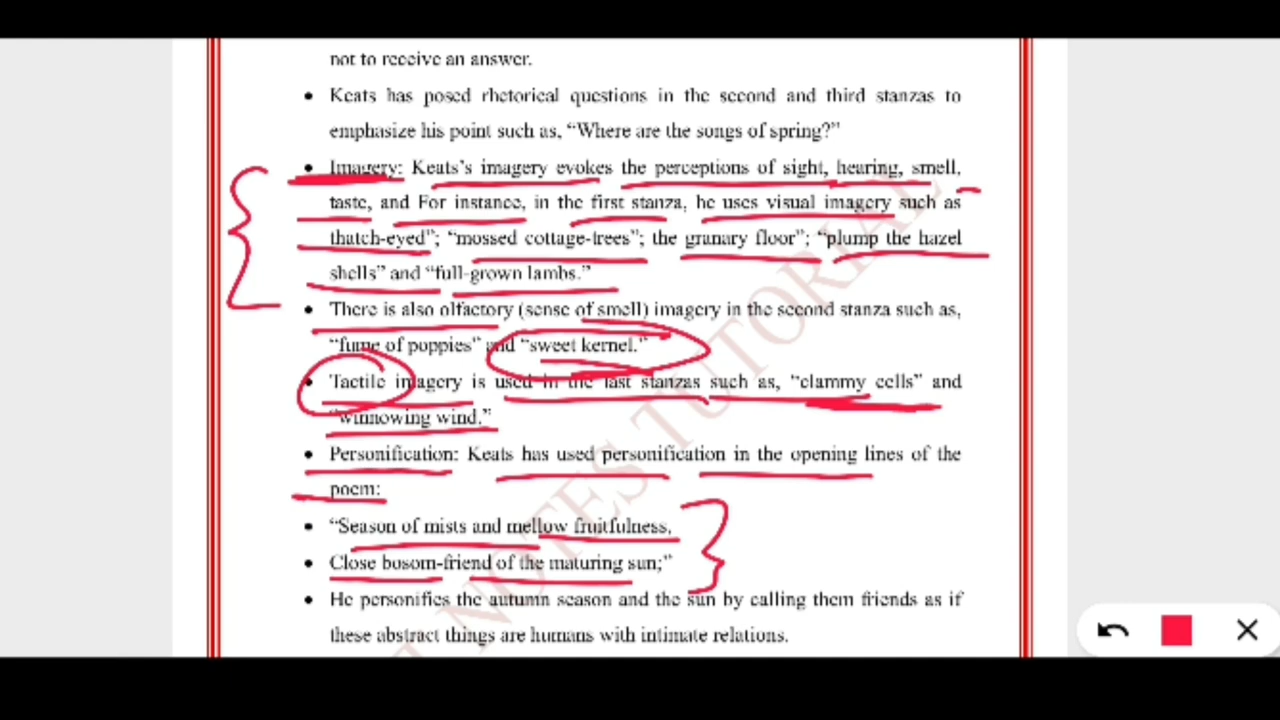 not to receive an answer.
• Keats has posed rhetorical questions in the second and third stanzas to
emphasize his point such as, “Where are the songs of spring?”
• Imagery: Keats’s imagery evokes the perceptions of sight, hearing, smell,
taste, and For instance, in the first stanza, he uses visual imagery such as
thatch-eyed”; “mossed cottage-trees”; the granary floor”; “plump the hazel
shells” and “full-grown lambs.”
• There is also olfactory (sense of smell) imagery in the second stanza such as,
“fume of poppies” and “sweet kernel.”
• Tactile imagery is used in the last stanzas such as, “clammy cells” and
“winnowing wind.”
• Personification: Keats has used personification in the opening lines of the
poem:
• “Season of mists and mellow fruitfulness,
• Close bosom-friend of the maturing sun;”
• He personifies the autumn season and the sun by calling them friends as if
these abstract things are humans with intimate relations.
NOTES TUTORIAL